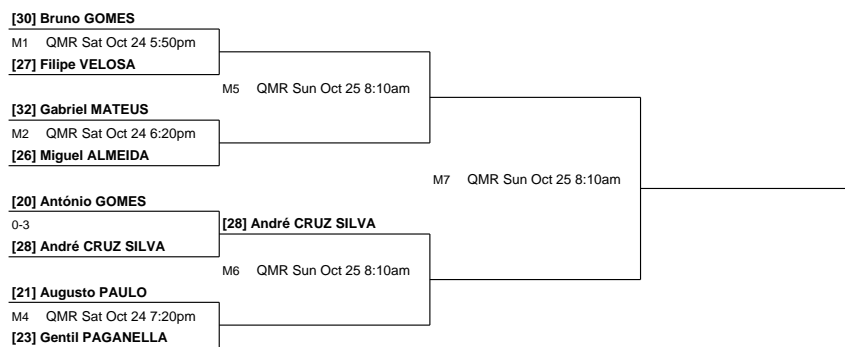 [30] Bruno GOMES
M1 QMR Sat Oct 24 5:50pm
[27] Filipe VELOSA
M5 QMR Sun Oct 25 8:10am
[32] Gabriel MATEUS
M2 QMR Sat Oct 24 6:20pm
[26] Miguel ALMEIDA
M7 QMR Sun Oct 25 8:10am
[20] António GOMES
0-3
[28] André CRUZ SILVA
[28] André CRUZ SILVA
M6 QMR Sun Oct 25 8:10am
[21] Augusto PAULO
M4 QMR Sat Oct 24 7:20pm
[23] Gentil PAGANELLA